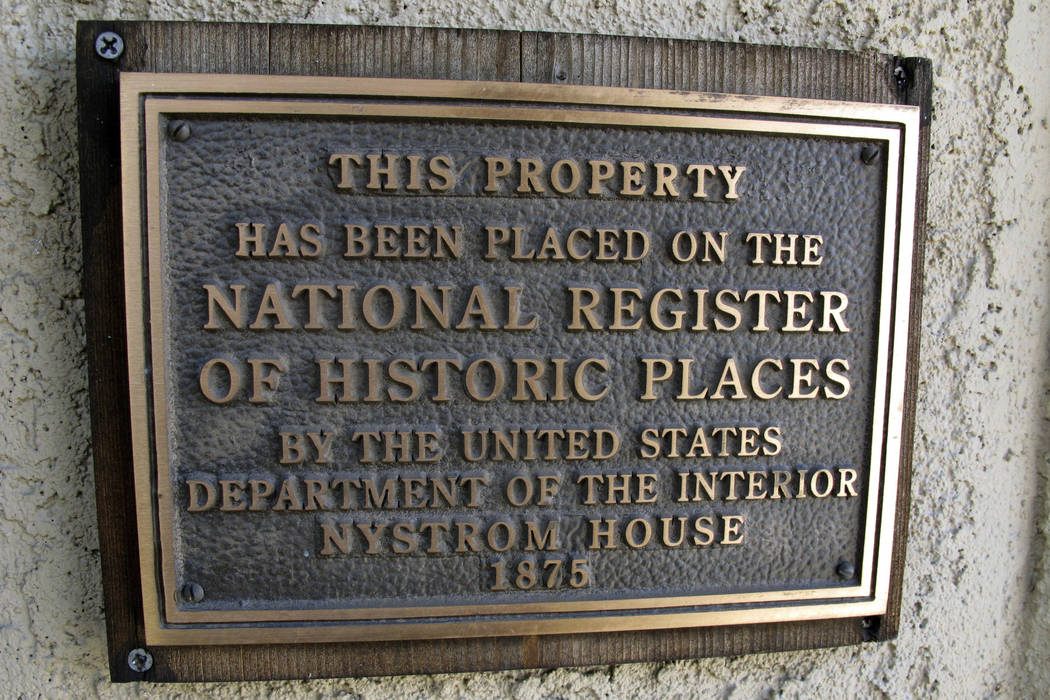 THIS PROPERTY
HAS BEEN PLACED ON THE
NATIONAL REGISTER
OF HISTORIC PLACES
BY THE UNITED STATES
DEPARTMENT OF THE INTERIOR
NYSTROM HOUSE
1875